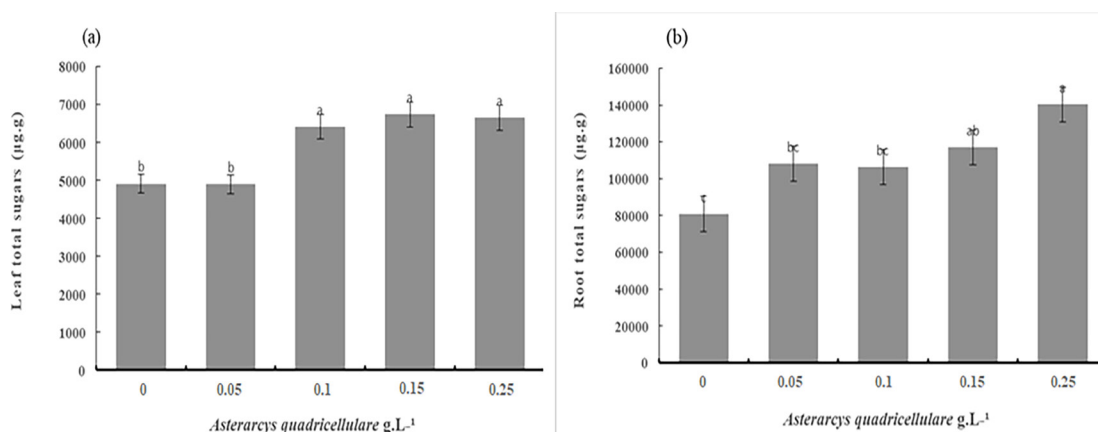 (a)
Leaf total sugars (µg.g)
8000
7000
6000
5000
4000
3000
2000
1000
0
b
b
a
a
a
0 0.05 0.1 0.15 0.25
Asterarcys quadricellulare g.L-¹
(b)
Root total sugars (µg.g)
160000
140000
120000
100000
80000
60000
40000
20000
0
c
bc
bc
ab
a
0 0.05 0.1 0.15 0.25
Asterarcys quadricellulare g.L-¹